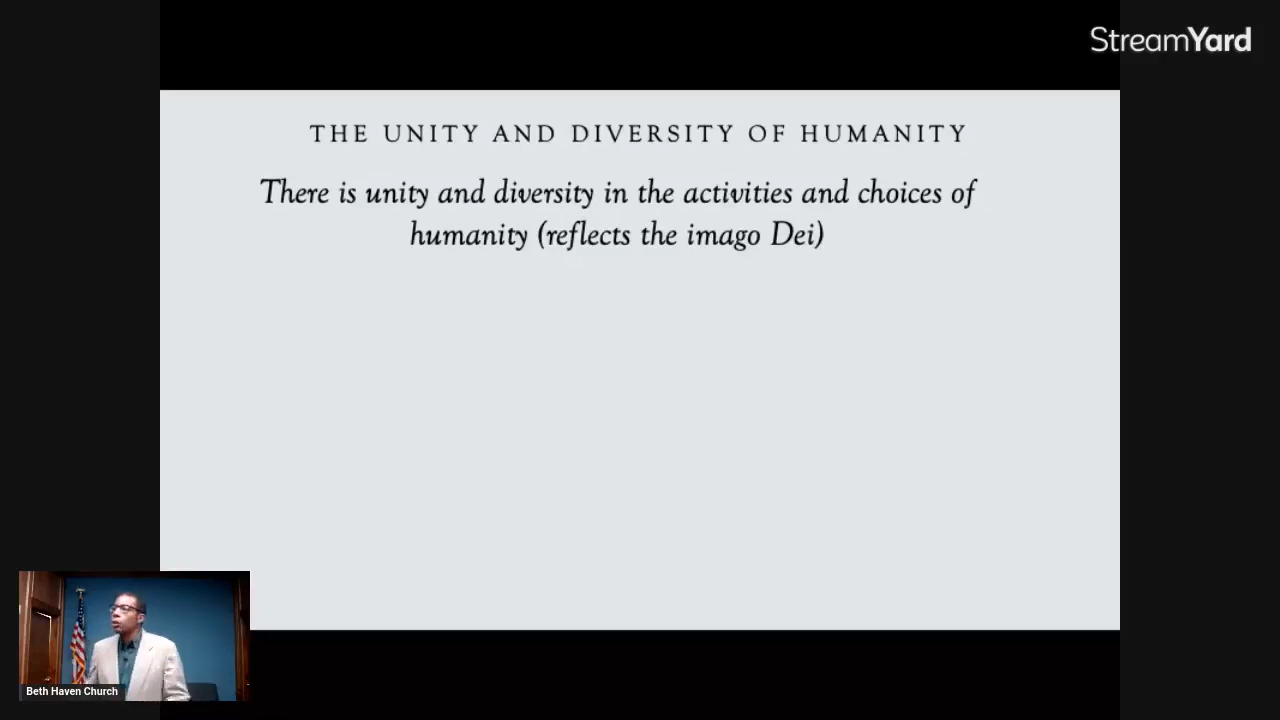 StreamYard
THE UNITY AND DIVERSITY OF HUMANITY
There is unity and diversity in the activities and choices of
humanity (reflects the imago Dei)
Beth Haven Church